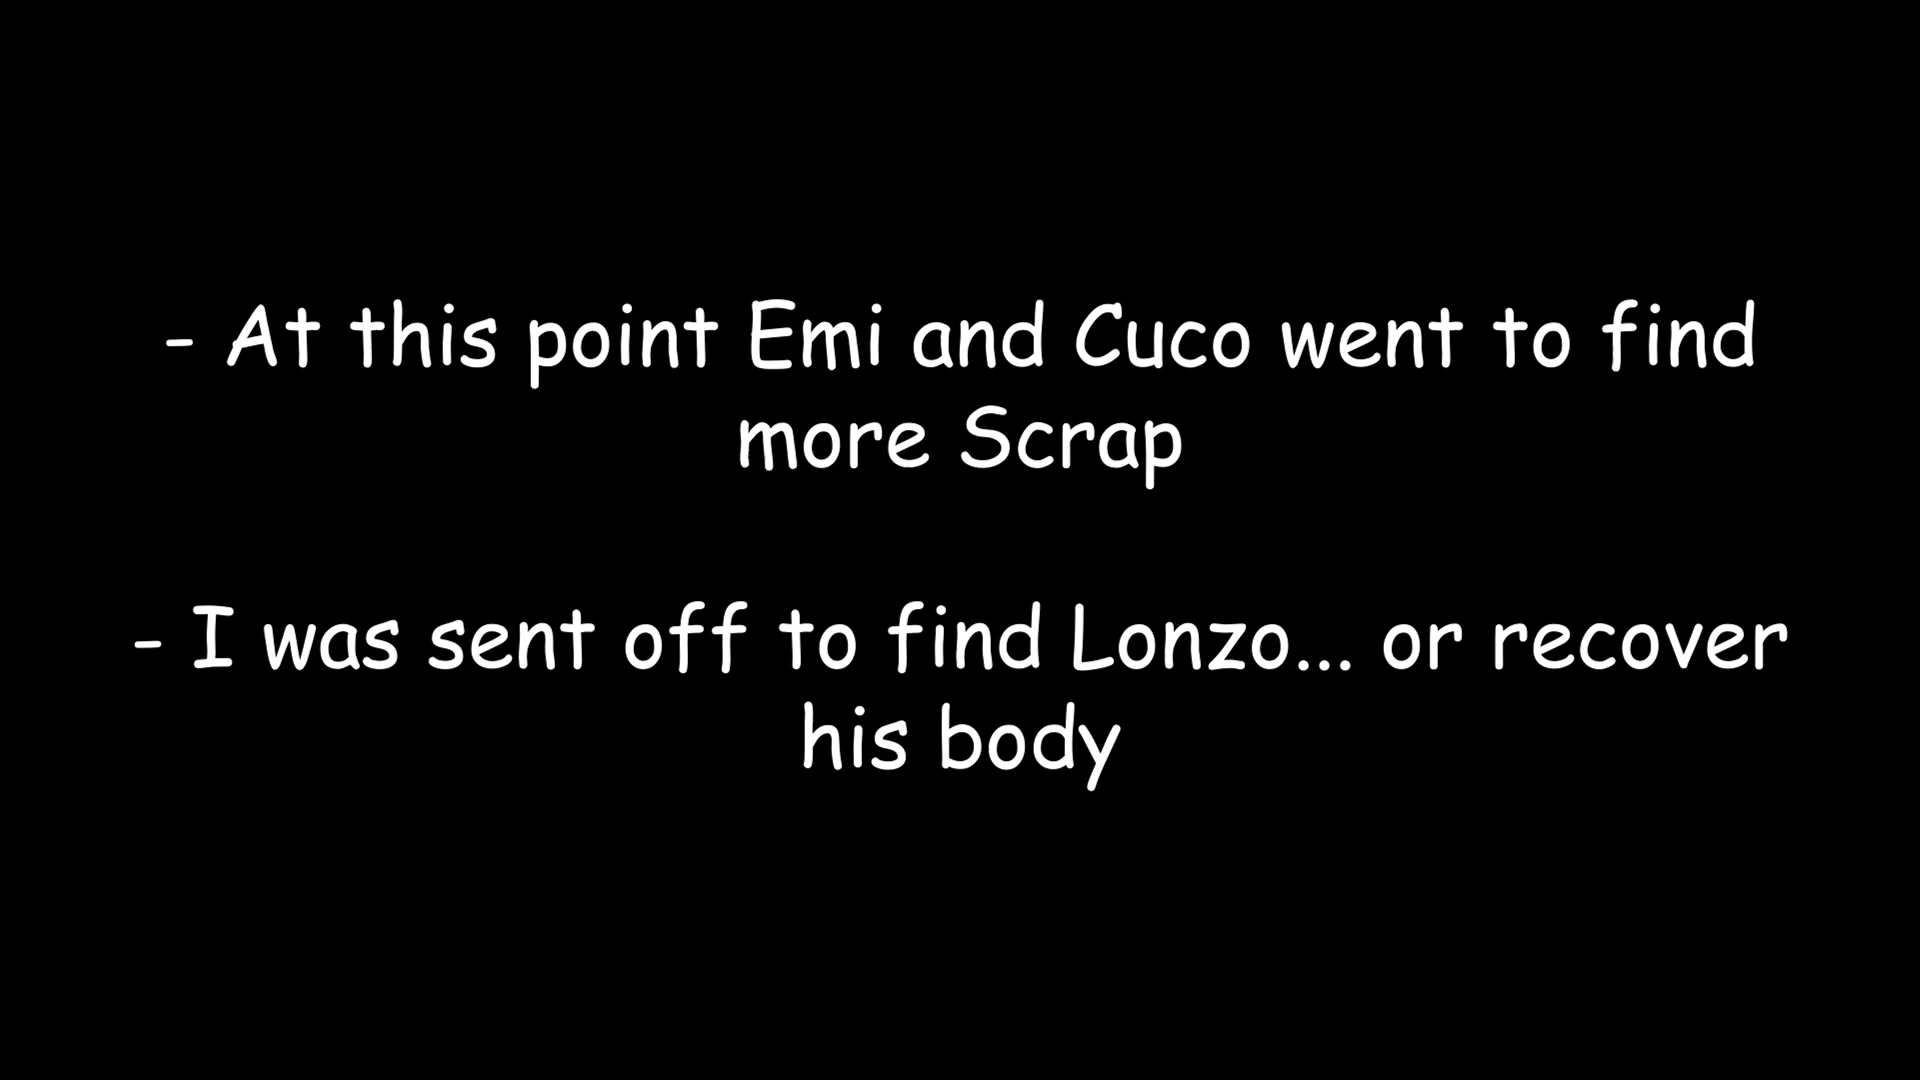 - At this point Emi and Cuco went to find
more Scrap
- I was sent off to find Lonzo... or recover
his body